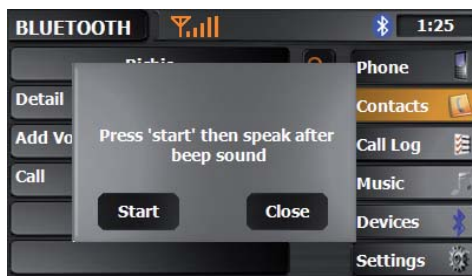 BLUETOOTH 1:25
Phone
Detail
Contacts
Add Vo
Press 'start' then speak after
beep sound
Call Log
Call
Music
Start
Close
Devices
Settings